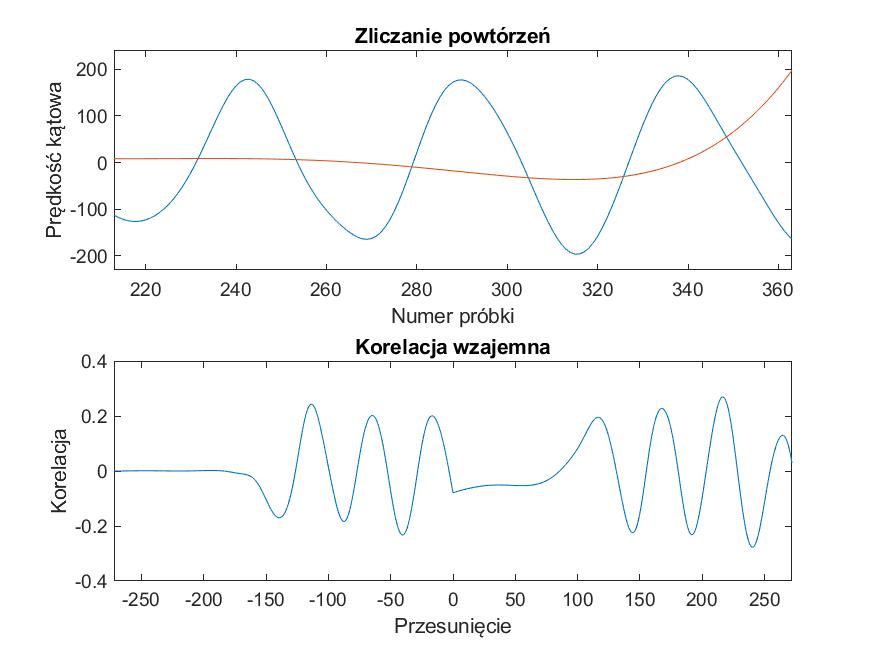 Zliczanie powtórzeń
200
100
0
-100
-200
Prędkość kątowa
220 240 260 280 300 320 340 360
Numer próbki
Korelacja wzajemna
0.4
0.2
0
-0.2
-0.4
Korelacja
-250 -200 -150 -100 -50 0 50 100 150 200 250
Przesunięcie